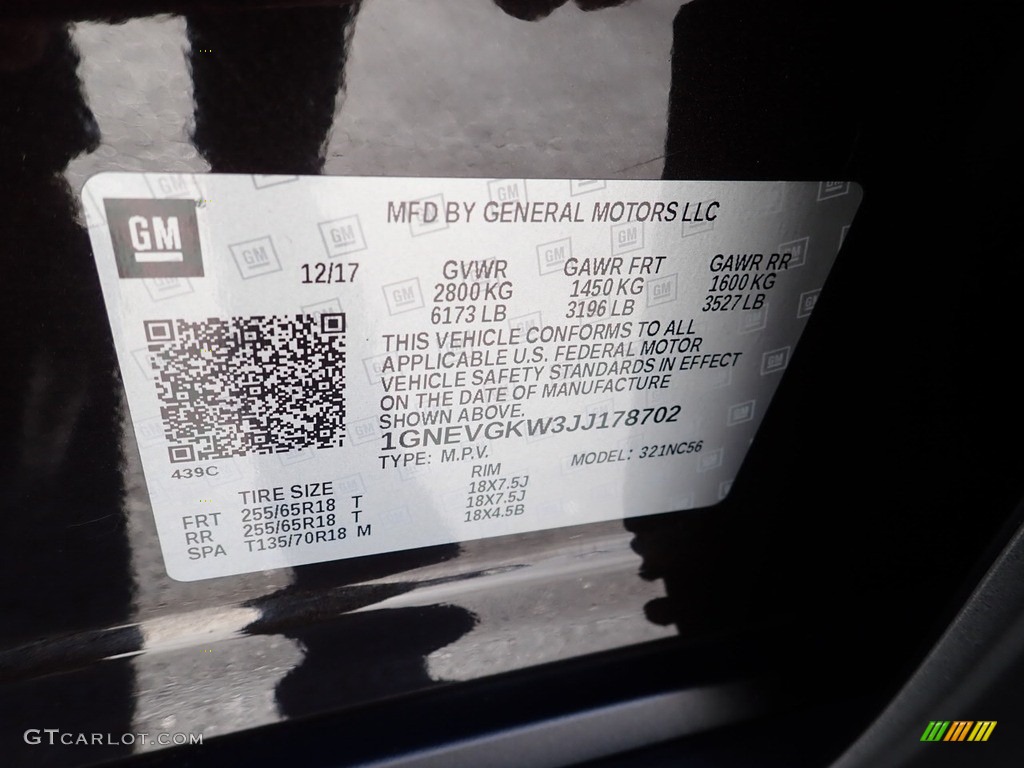 GM
MFD BY GENERAL MOTORS LLC
12/17
GVWR GAWR FRT GAWR RR
2800 KG 1450 KG 1600 KG
6173 LB 3196 LB 3527 LB
THIS VEHICLE CONFORMS TO ALL
APPLICABLE U.S. FEDERAL MOTOR
VEHICLE SAFETY STANDARDS IN EFFECT
ON THE DATE OF MANUFACTURE
SHOWN ABOVE.
1GNEVGKW3JJ178702
TYPE: M.P.V. MODEL: 321NC56
439C
TIRE SIZE RIM
FRT 255/65R18 T 18X7.5J
RR 255/65R18 T 18X7.5J
SPA T135/70R18 M 18X4.5B
GTCARLOT.COM